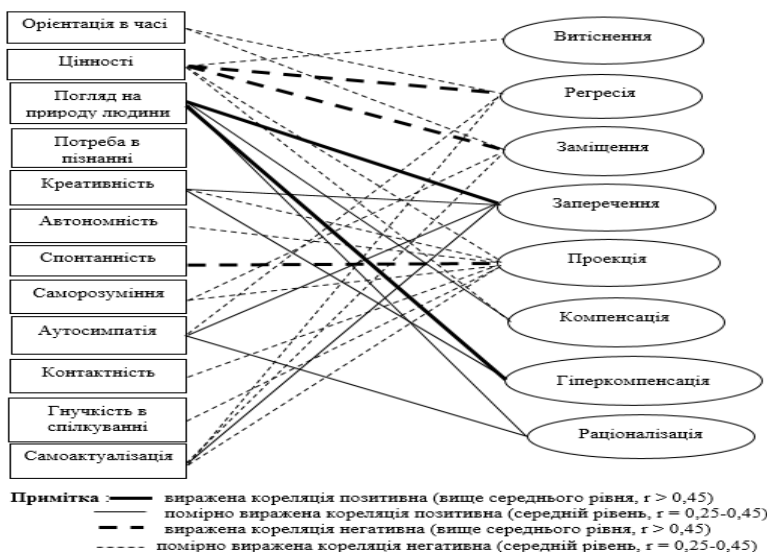 Орієнтація в часі
Цінності
Погляд на
природу людини
Потреба в
пізнанні
Креативність
Автономність
Спонтанність
Саморозуміння
Аутосимпатія
Контактність
Гнучкість в
спілкуванні
Самоактуалізація
Витіснення
Регресія
Заміщення
Заперечення
Проекція
Компенсація
Гіперкомпенсація
Раціоналізація
Примітка : виражена кореляція позитивна (вище середнього рівня, r > 0,45)
помірно виражена кореляція позитивна (середній рівень, r = 0,25-0,45)
виражена кореляція негативна (вище середнього рівня, r > 0,45)
помірно виражена кореляція негативна (середній рівень, r = 0,25-0,45)